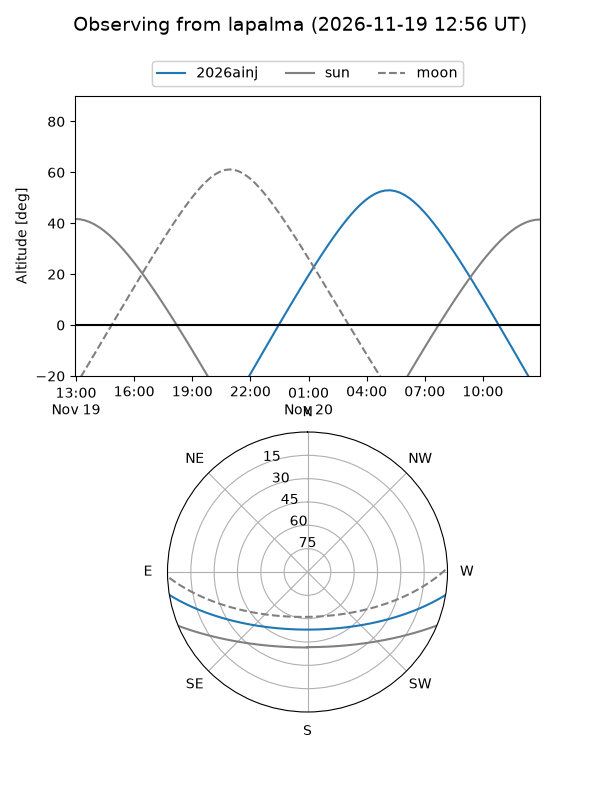 Observing from lapalma (2026-11-19 12:56 UT)
2026ainj sun moon
Altitude [deg]
80
60
40
20
0
−20
13:00 16:00 19:00 22:00 01:00 04:00 07:00 10:00
Nov 19 Nov 20
N
NE NW
15
30
45
60
75
E W
SE SW
S